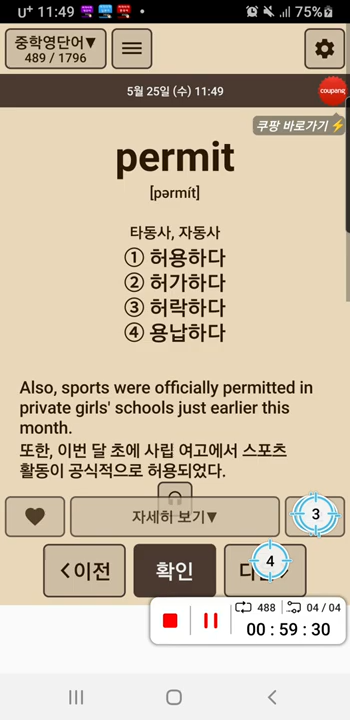 U+ 11:49 75%
중학영단어▼
489 / 1796
5월 25일 (수) 11:49
coupang
쿠팡 바로가기⚡
permit
[pərmít]
타동사, 자동사
① 허용하다
② 허가하다
③ 허락하다
④ 용납하다
Also, sports were officially permitted in
private girls' schools just earlier this
month.
또한, 이번 달 초에 사립 여고에서 스포츠
활동이 공식적으로 허용되었다.
자세히 보기▼
3
<이전
확인
4
488 04 / 04
00 : 59 : 30